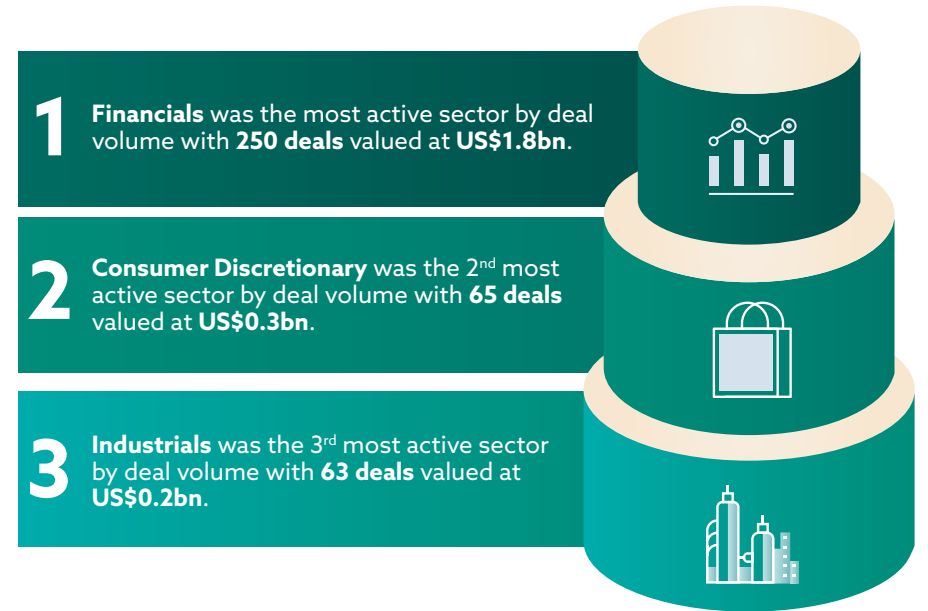 1
Financials was the most active sector by deal
volume with 250 deals valued at US$1.8bn.
2
Consumer Discretionary was the 2nd most
active sector by deal volume with 65 deals
valued at US$0.3bn.
3
Industrials was the 3rd most active sector
by deal volume with 63 deals valued at
US$0.2bn.